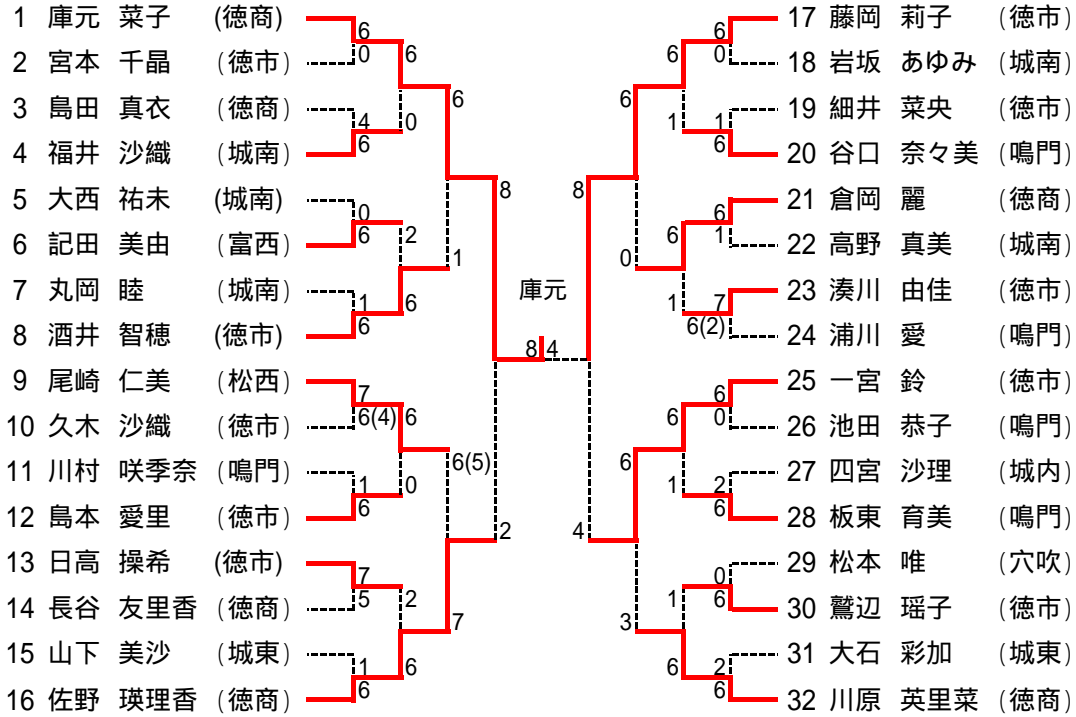 1 庫元 菜子 (徳商)
2 宮本 千晶 (徳市)
3 島田 真衣 (徳商)
4 福井 沙織 (城南)
5 大西 祐未 (城南)
6 記田 美由 (富西)
7 丸岡 睦 (城南)
8 酒井 智穂 (徳市)
9 尾崎 仁美 (松西)
10 久木 沙織 (徳市)
11 川村 咲季奈 (鳴門)
12 島本 愛里 (徳市)
13 日高 操希 (徳市)
14 長谷 友里香 (徳商)
15 山下 美沙 (城東)
16 佐野 瑛理香 (徳商)
6
0
4
6
0
6
1
6
7
6(4)
1
6
7
5
1
6
6
0
2
6
6
0
2
6
6
1
6(5)
7
8
2
庫元
8 4
8
4
6
0
6
3
6
1
6
1
6
1
1
6
6
0
1
6
6
1
7
6(2)
6
0
2
6
0
6
2
6
17 藤岡 莉子 (徳市)
18 岩坂 あゆみ (城南)
19 細井 菜央 (徳市)
20 谷口 奈々美 (鳴門)
21 倉岡 麗 (徳商)
22 高野 真美 (城南)
23 湊川 由佳 (徳市)
24 浦川 愛 (鳴門)
25 一宮 鈴 (徳市)
26 池田 恭子 (鳴門)
27 四宮 沙理 (城内)
28 板東 育美 (鳴門)
29 松本 唯 (穴吹)
30 鷲辺 瑶子 (徳市)
31 大石 彩加 (城東)
32 川原 英里菜 (徳商)